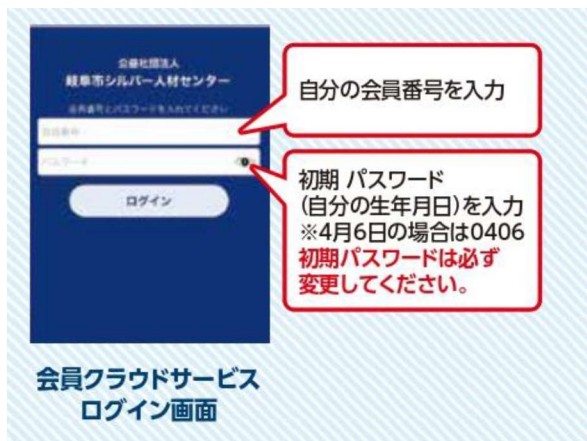 公益社団法人
岐阜市シルバー人材センター
会員番号とパスワードを入れてください
会員番号
パスワード
ログイン
自分の会員番号を入力
初期 パスワード
(自分の生年月日)を入力
※4月6日の場合は0406
初期パスワードは必ず
変更してください。
会員クラウドサービス
ログイン画面